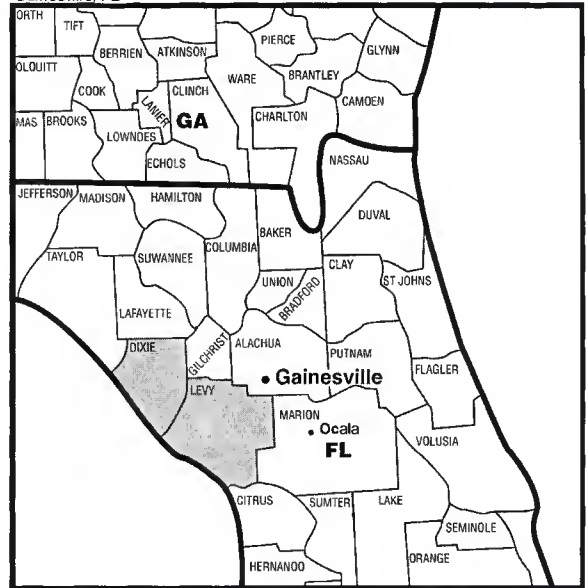 Gainesville, FL
ORTH
TIFT
BERRIEN
ATKINSON
PIERCE
GLYNN
OLQUITT
COOK
LANIER
CLINCH
WARE
BRANTLEY
MAS
BROOKS
LOWNDES
GA
CHARLTON
CAMDEN
ECHOLS
NASSAU
JEFFERSON
MADISON
HAMILTON
DUVAL
TAYLOR
SUWANNEE
COLUMBIA
BAKER
CLAY
ST JOHNS
UNION
BRADFORD
LAFAYETTE
DIXIE
GILCHRIST
ALACHUA
PUTNAM
FLAGLER
Gainesville
LEVY
MARION
Ocala
FL
VOLUSIA
CITRUS
SUMTER
LAKE
SEMINOLE
HERNANDO
ORANGE